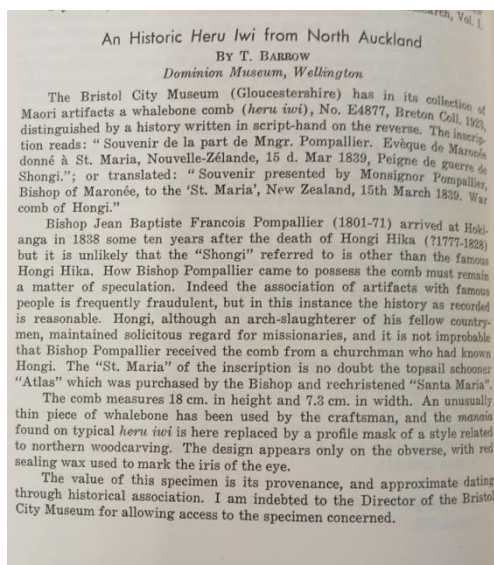 arch, Vol. I.
An Historic Heru Iwi from North Auckland
BY T. BARROW
Dominion Museum, Wellington
The Bristol City Museum (Gloucestershire) has in its collection of
Maori artifacts a whalebone comb (heru iwi), No. E4877, Breton Coll. 1923,
distinguished by a history written in script-hand on the reverse. The inscrip-
tion reads: “Souvenir de la part de Mngr. Pompallier. Evèque de Maronée
donné à St. Maria, Nouvelle-Zélande, 15 d. Mar 1839, Peigne de guerre de
Shongi.”; or translated: “Souvenir presented by Monsignor Pompallier,
Bishop of Maronée, to the ‘St. Maria’, New Zealand, 15th March 1839. War
comb of Hongi.”
Bishop Jean Baptiste Francois Pompallier (1801-71) arrived at Hoki-
anga in 1838 some ten years after the death of Hongi Hika (?1777-1828)
but it is unlikely that the “Shongi” referred to is other than the famous
Hongi Hika. How Bishop Pompallier came to possess the comb must remain
a matter of speculation. Indeed the association of artifacts with famous
people is frequently fraudulent, but in this instance the history as recorded
is reasonable. Hongi, although an arch-slaughterer of his fellow country-
men, maintained solicitous regard for missionaries, and it is not improbable
that Bishop Pompallier received the comb from a churchman who had known
Hongi. The “St. Maria” of the inscription is no doubt the topsail schooner
“Atlas” which was purchased by the Bishop and rechristened “Santa Maria”.
The comb measures 18 cm. in height and 7.3 cm. in width. An unusually
thin piece of whalebone has been used by the craftsman, and the manaia
found on typical heru iwi is here replaced by a profile mask of a style related
to northern woodcarving. The design appears only on the obverse, with red
sealing wax used to mark the iris of the eye.
The value of this specimen is its provenance, and approximate dating
through historical association. I am indebted to the Director of the Bristol
City Museum for allowing access to the specimen concerned.